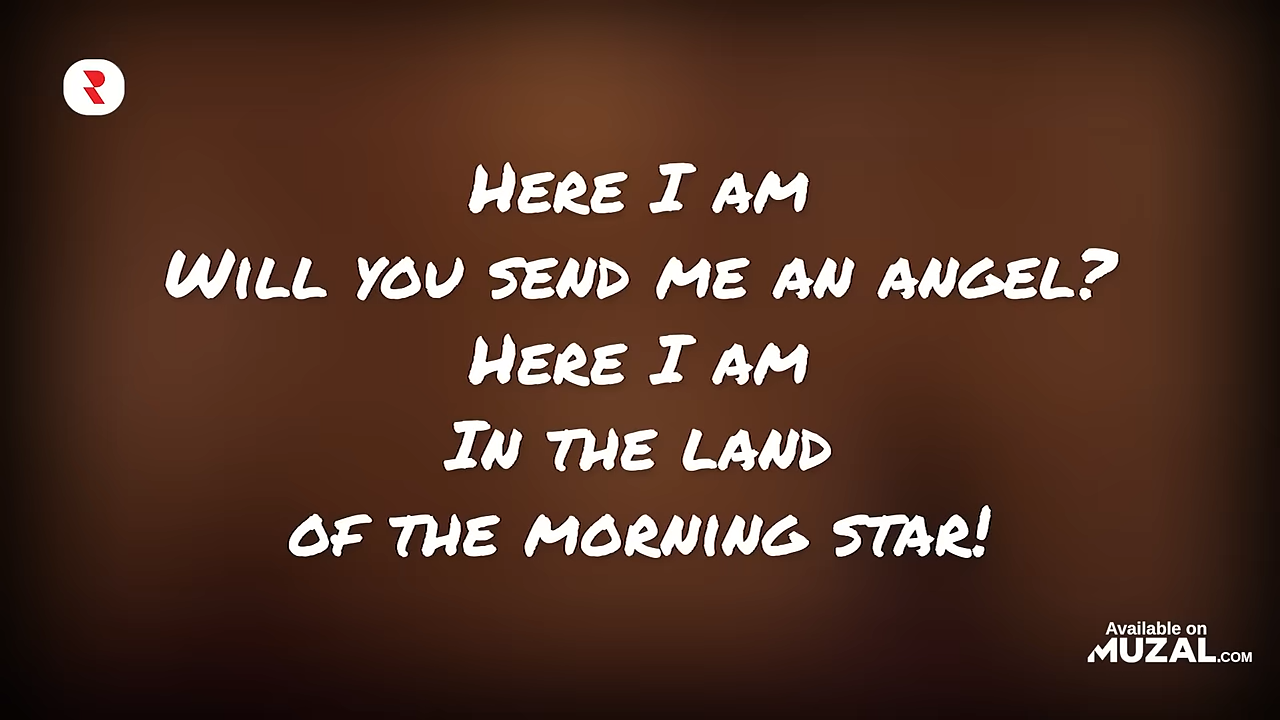 Here I am
Will you send me an angel?
Here I am
In the land
of the morning star!
Available on
MUZAL.COM